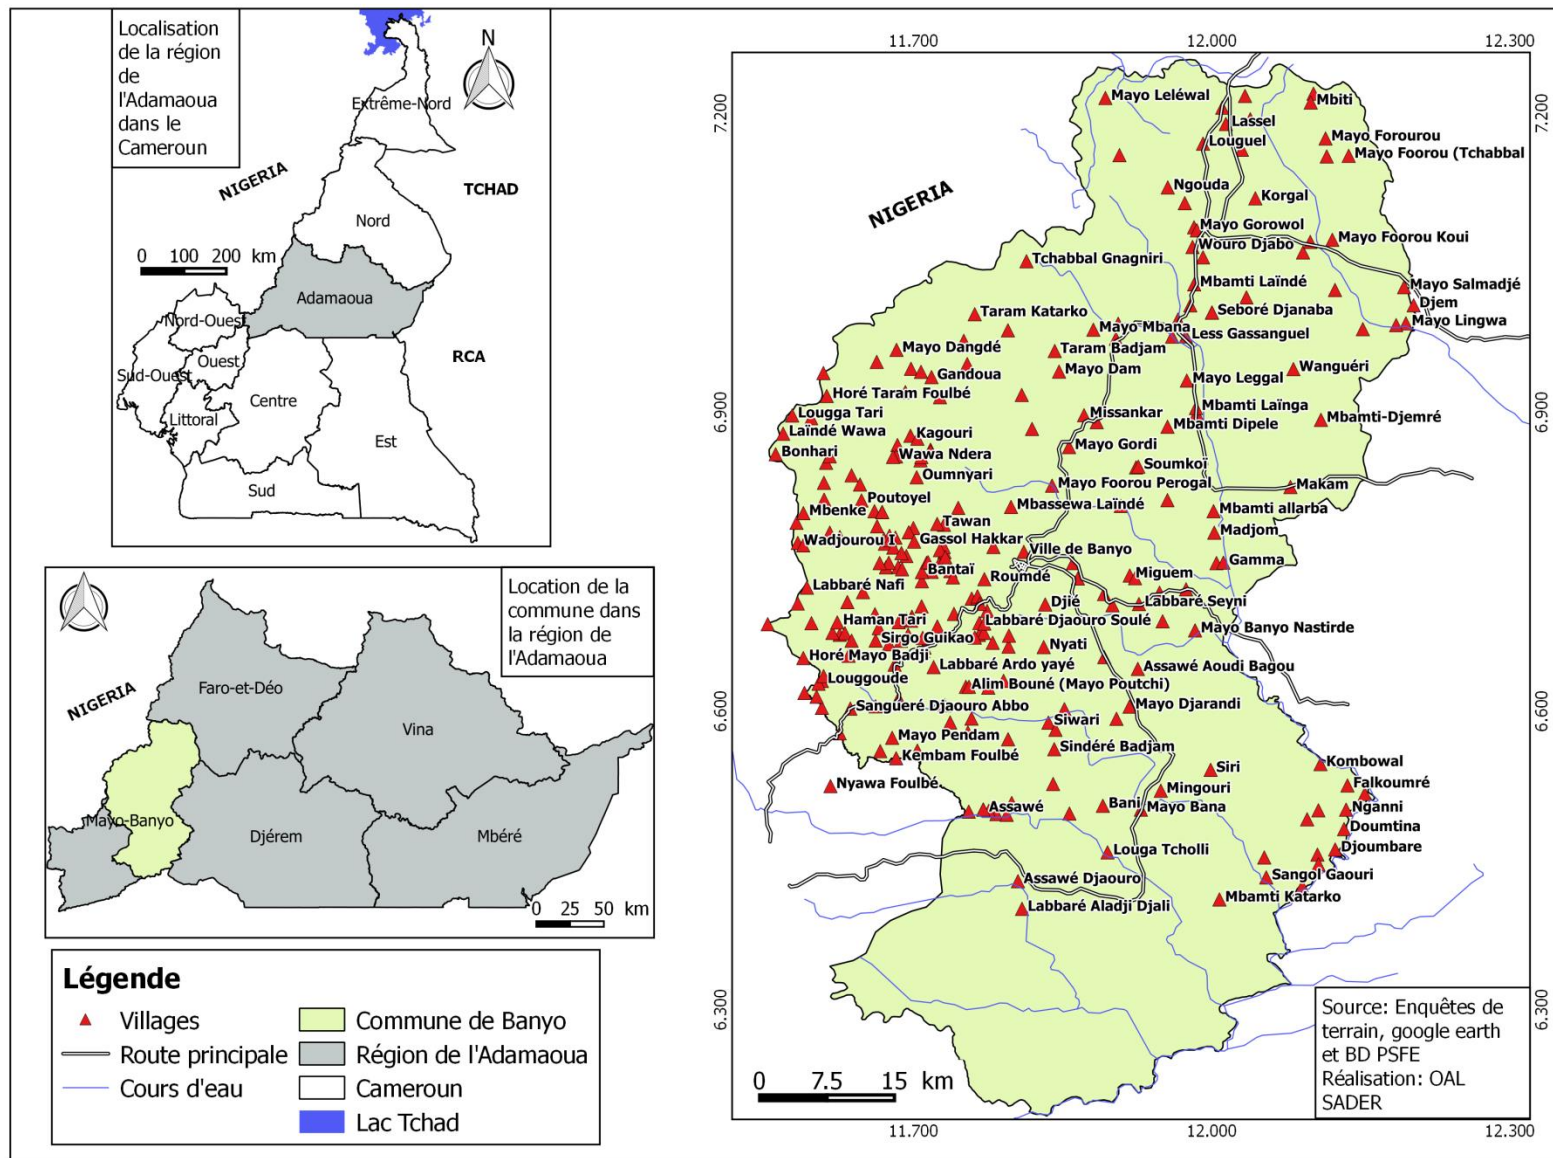 Localisation
de la région
de
l'Adamaoua
dans le
Cameroun
N
Extrême-Nord
NIGERIA
TCHAD
Nord
0 100 200 km
Adamaoua
Nord-Ouest
Ouest
RCA
Sud-Ouest
Centre
Littoral
Est
Sud
Location de la
commune dans
la région de
l'Adamaoua
NIGERIA
Faro-et-Déo
Vina
Mayo-Banyo
Djérem
Mbéré
0 25 50 km
Légende
Villages
Route principale
Cours d'eau
Commune de Banyo
Région de l'Adamaoua
Cameroun
Lac Tchad
11.700 12.000 12.300
7.200 7.200
6.900 6.900
6.600 6.600
6.300 6.300
NIGERIA
Mayo Leléwal
Mbiti
Lassel
Louguel
Mayo Forourou
Mayo Foorou (Tchabbal
Ngouda
Korgal
Mayo Gorowol
Mayo Foorou Koui
Wouro Djabo
Tchabbal Gnagniri
Mbamti Laïndé
Mayo Salmadjé
Djem
Taram Katarko
Seboré Djanaba
Mayo Lingwa
Mayo Mbana
Less Gassanguel
Mayo Dangdé
Taram Badjam
Gandoua
Mayo Dam
Wanguéri
Mayo Leggal
Horé Taram Foulbé
Lougga Tari
Missankar
Mbamti Laïnga
Mbamti Dipele
Mbamti-Djemré
Laïndé Wawa
Kagouri
Mayo Gordi
Bonhari
Wawa Ndera
Soumkoï
Oumnyari
Mayo Foorou Perogal
Makam
Poutoyel
Mbassewa Laïndé
Mbamti allarba
Mbenke
Tawan
Madjom
Wadjourou I
Gassol Hakkar
Ville de Banyo
Gamma
Bantaï
Roumdé
Miguem
Labbaré Nafi
Djié
Labbaré Seyni
Haman Tari
Labbaré Djaouro Soulé
Mayo Banyo Nastirde
Sirgo Guikao
Nyati
Horé Mayo Badji
Labbaré Ardo yayé
Assawé Aoudi Bagou
Louggoude
Alim Bouné (Mayo Poutchi)
Sangueré Djaouro Abbo
Mayo Djarandi
Siwari
Mayo Pendam
Sindéré Badjam
Kembam Foulbé
Siri
Kombowal
Nyawa Foulbé
Mingouri
Falkoumré
Assawé
Bani
Mayo Bana
Nganni
Doumtina
Louga Tcholli
Djoumbare
Assawé Djaouro
Sangol Gaouri
Mbamti Katarko
Labbaré Aladji Djali
0 7.5 15 km
Source: Enquêtes de
terrain, google earth
et BD PSFE
Réalisation: OAL
SADER
11.700 12.000 12.300